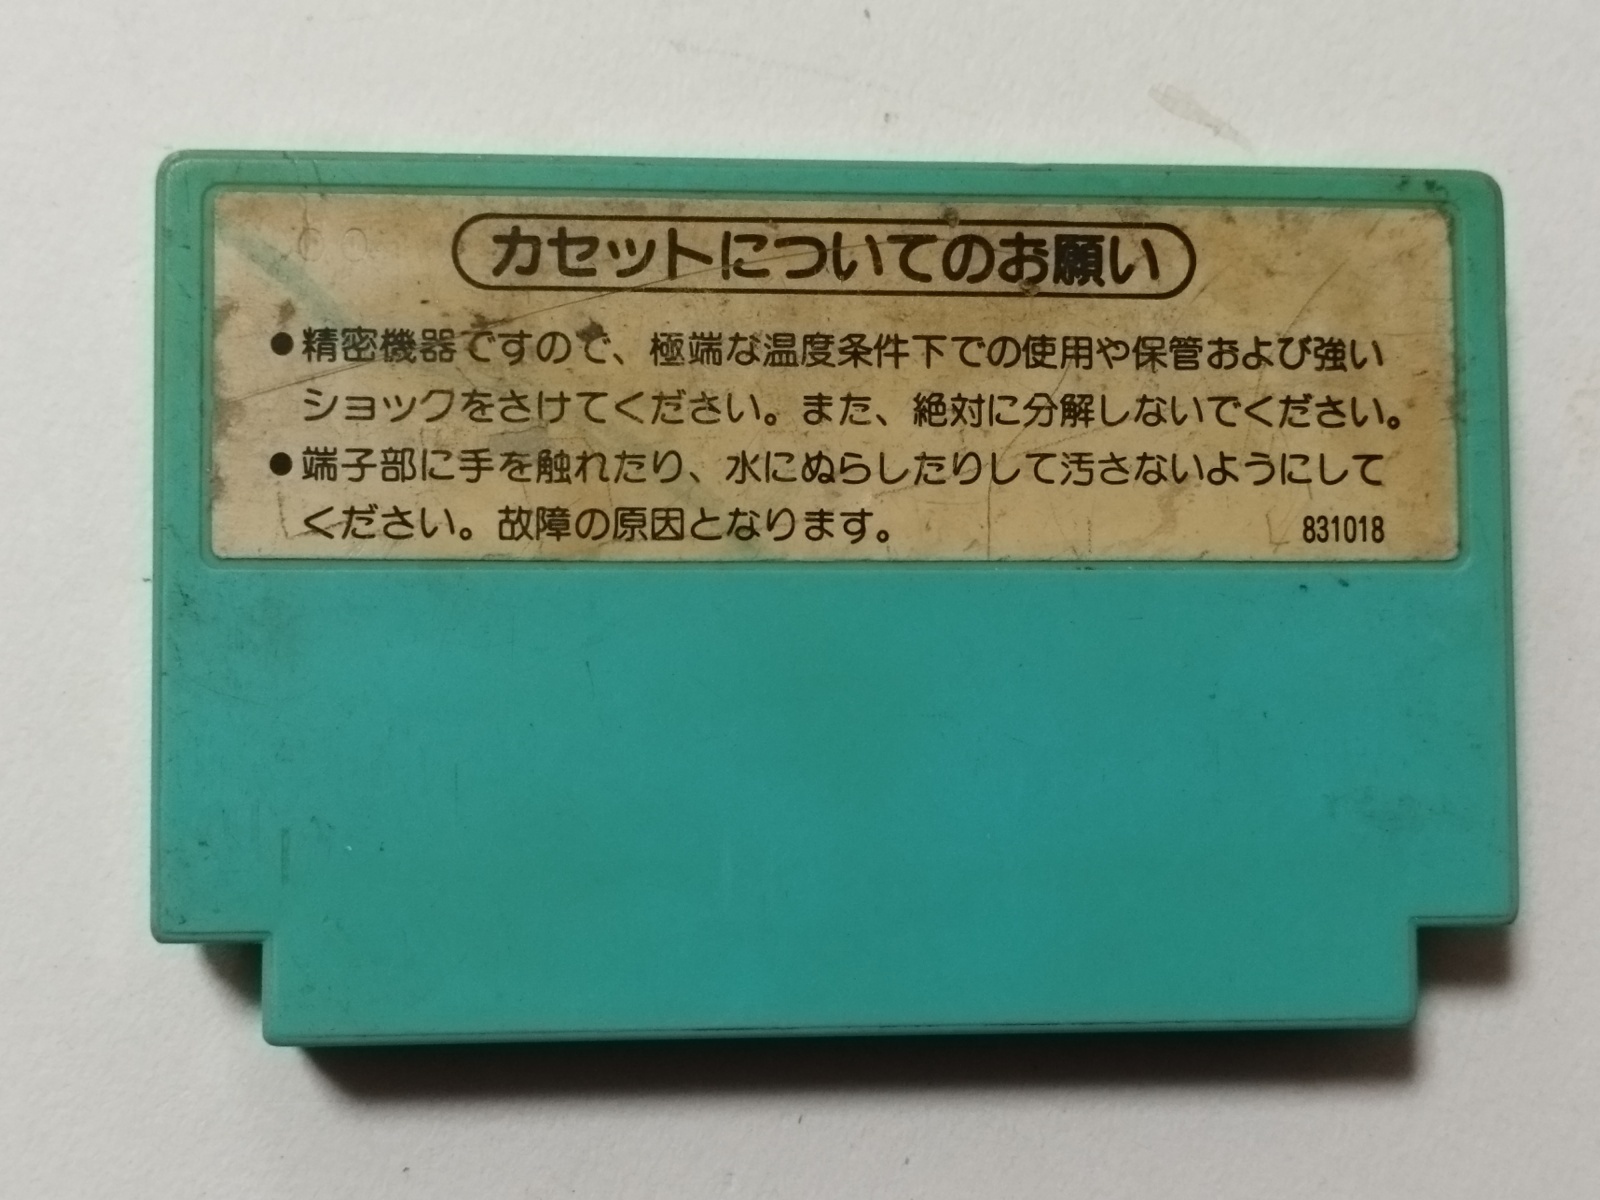 カセットについてのお願い
●精密機器ですので、極端な温度条件下での使用や保管および強い
ショックをさけてください。また、絶対に分解しないでください。
●端子部に手を触れたり、水にぬらしたりして汚さないようにして
ください。故障の原因となります。
831018